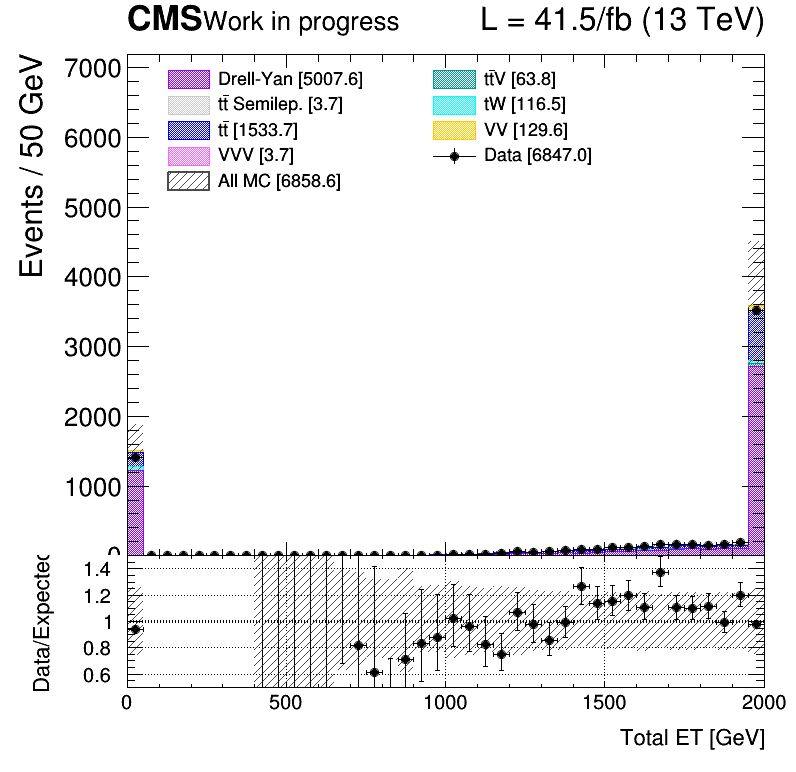 CMS Work in progress L = 41.5/fb (13 TeV)
Events / 50 GeV
7000
6000
5000
4000
3000
2000
1000
0
Drell-Yan [5007.6]
tt̄ Semilep. [3.7]
tt̄ [1533.7]
VVV [3.7]
All MC [6858.6]
tt̄V [63.8]
tW [116.5]
VV [129.6]
Data [6847.0]
Data/Expected
1.4
1.2
1
0.8
0.6
0 500 1000 1500 2000
Total ET [GeV]